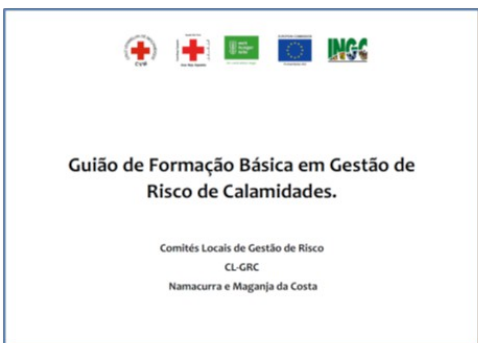 CVM
INGC
Guião de Formação Básica em Gestão de
Risco de Calamidades.
Comités Locais de Gestão de Risco
CL-GRC
Namacurra e Maganja da Costa